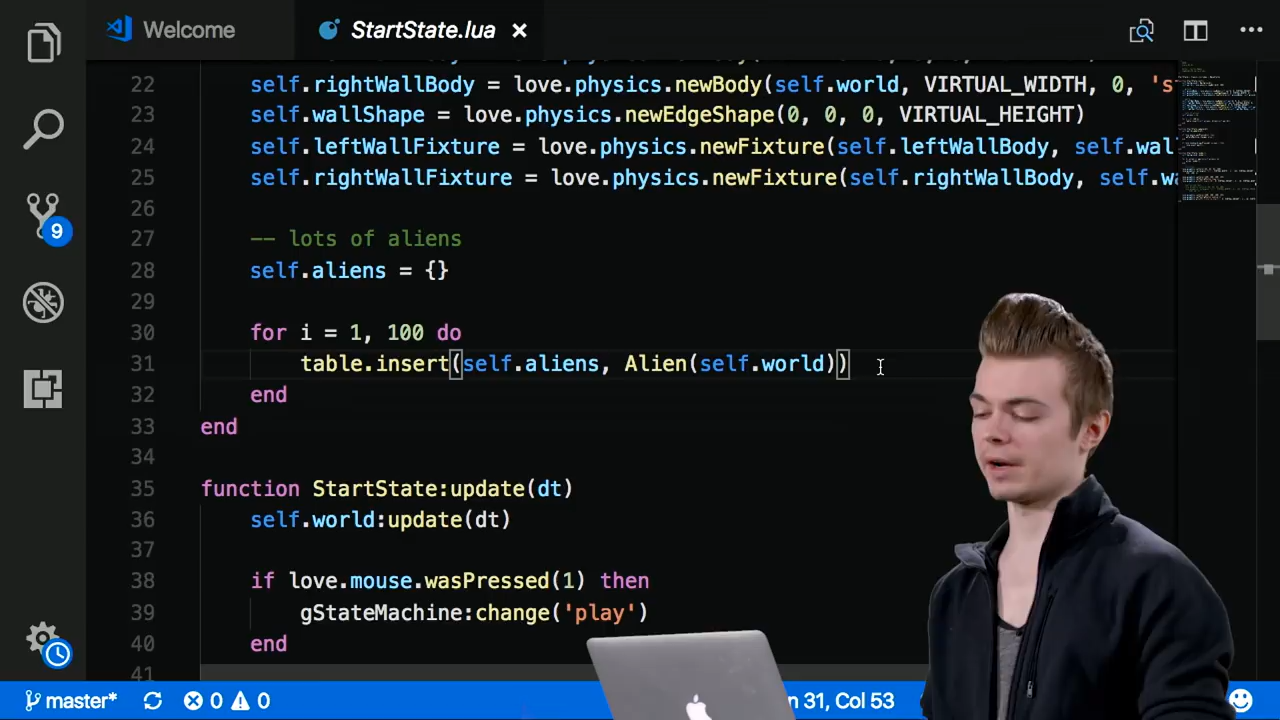 Welcome
StartState.lua
22 self.rightWallBody = love.physics.newBody(self.world, VIRTUAL_WIDTH, 0, 's
23 self.wallShape = love.physics.newEdgeShape(0, 0, 0, VIRTUAL_HEIGHT)
24 self.leftWallFixture = love.physics.newFixture(self.leftWallBody, self.wal
25 self.rightWallFixture = love.physics.newFixture(self.rightWallBody, self.wa
26
27 -- lots of aliens
28 self.aliens = {}
29
30 for i = 1, 100 do
31 table.insert(self.aliens, Alien(self.world))
32 end
33 end
34
35 function StartState:update(dt)
36 self.world:update(dt)
37
38 if love.mouse.wasPressed(1) then
39 gStateMachine:change('play')
40 end
41
9
master* 0 0 n 31, Col 53